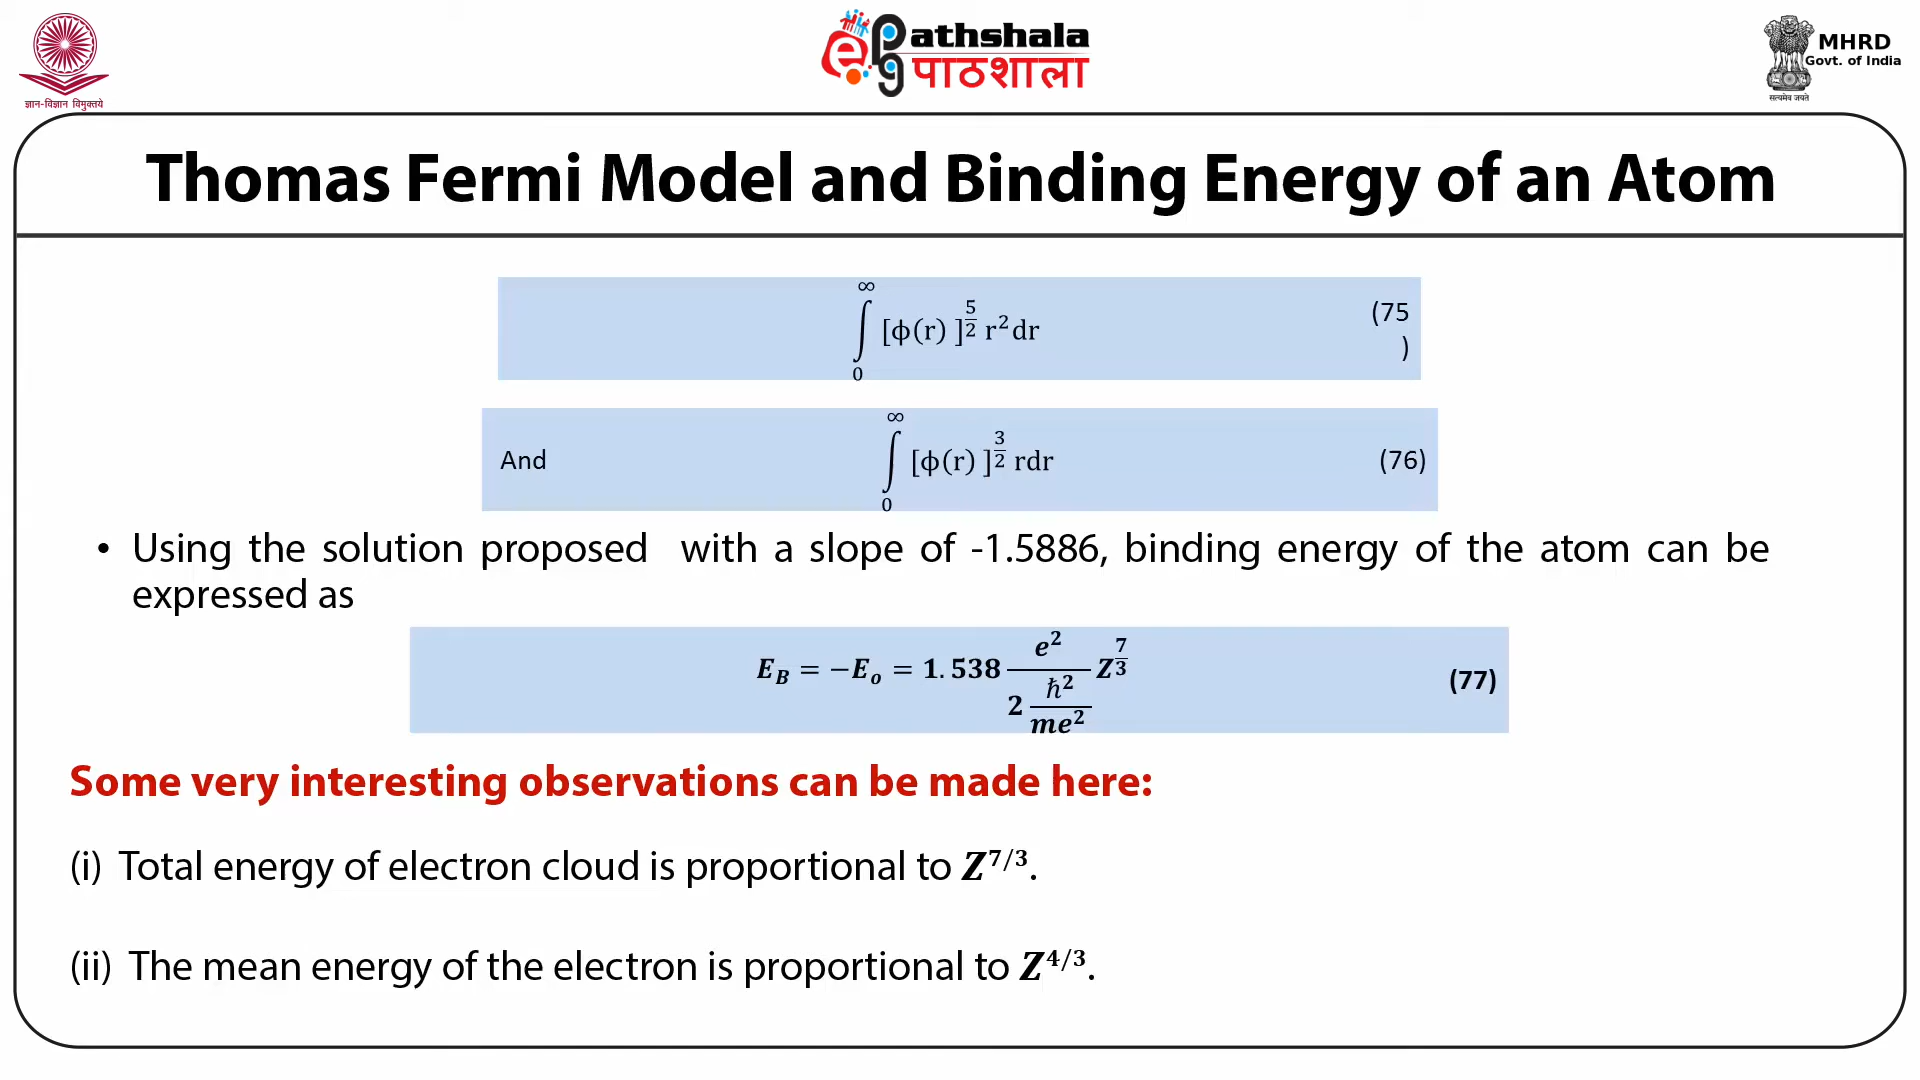 ज्ञान-विज्ञान विमुक्तये
ePathshala
पाठशाला
MHRD
Govt. of India
सत्यमेव जयते
Thomas Fermi Model and Binding Energy of an Atom
∫₀^∞ [ϕ(r) ]^(5/2) r²dr (75
)
And ∫₀^∞ [ϕ(r) ]^(3/2) rdr (76)
• Using the solution proposed with a slope of -1.5886, binding energy of the atom can be
expressed as
E_B = −E_o = 1.538 e²/(2 ħ²/(me²)) Z^(7/3) (77)
Some very interesting observations can be made here:
(i) Total energy of electron cloud is proportional to Z^(7/3).
(ii) The mean energy of the electron is proportional to Z^(4/3).